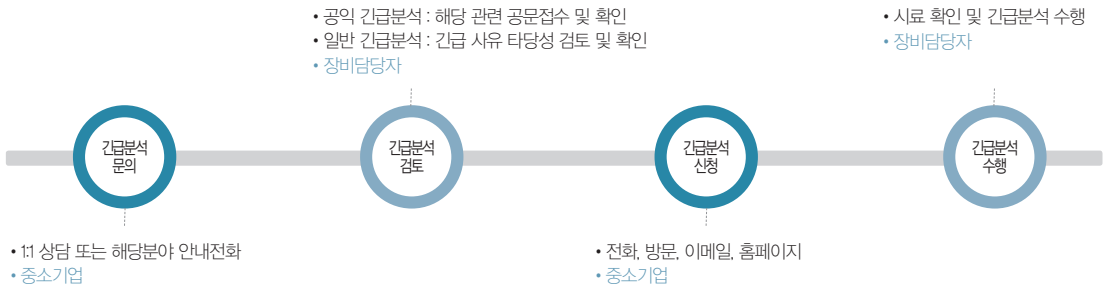 • 공익 긴급분석 : 해당 관련 공문접수 및 확인
• 일반 긴급분석 : 긴급 사유 타당성 검토 및 확인
• 장비담당자
• 시료 확인 및 긴급분석 수행
• 장비담당자
긴급분석
문의
긴급분석
검토
긴급분석
신청
긴급분석
수행
• 1:1 상담 또는 해당분야 안내전화
• 중소기업
• 전화, 방문, 이메일, 홈페이지
• 중소기업